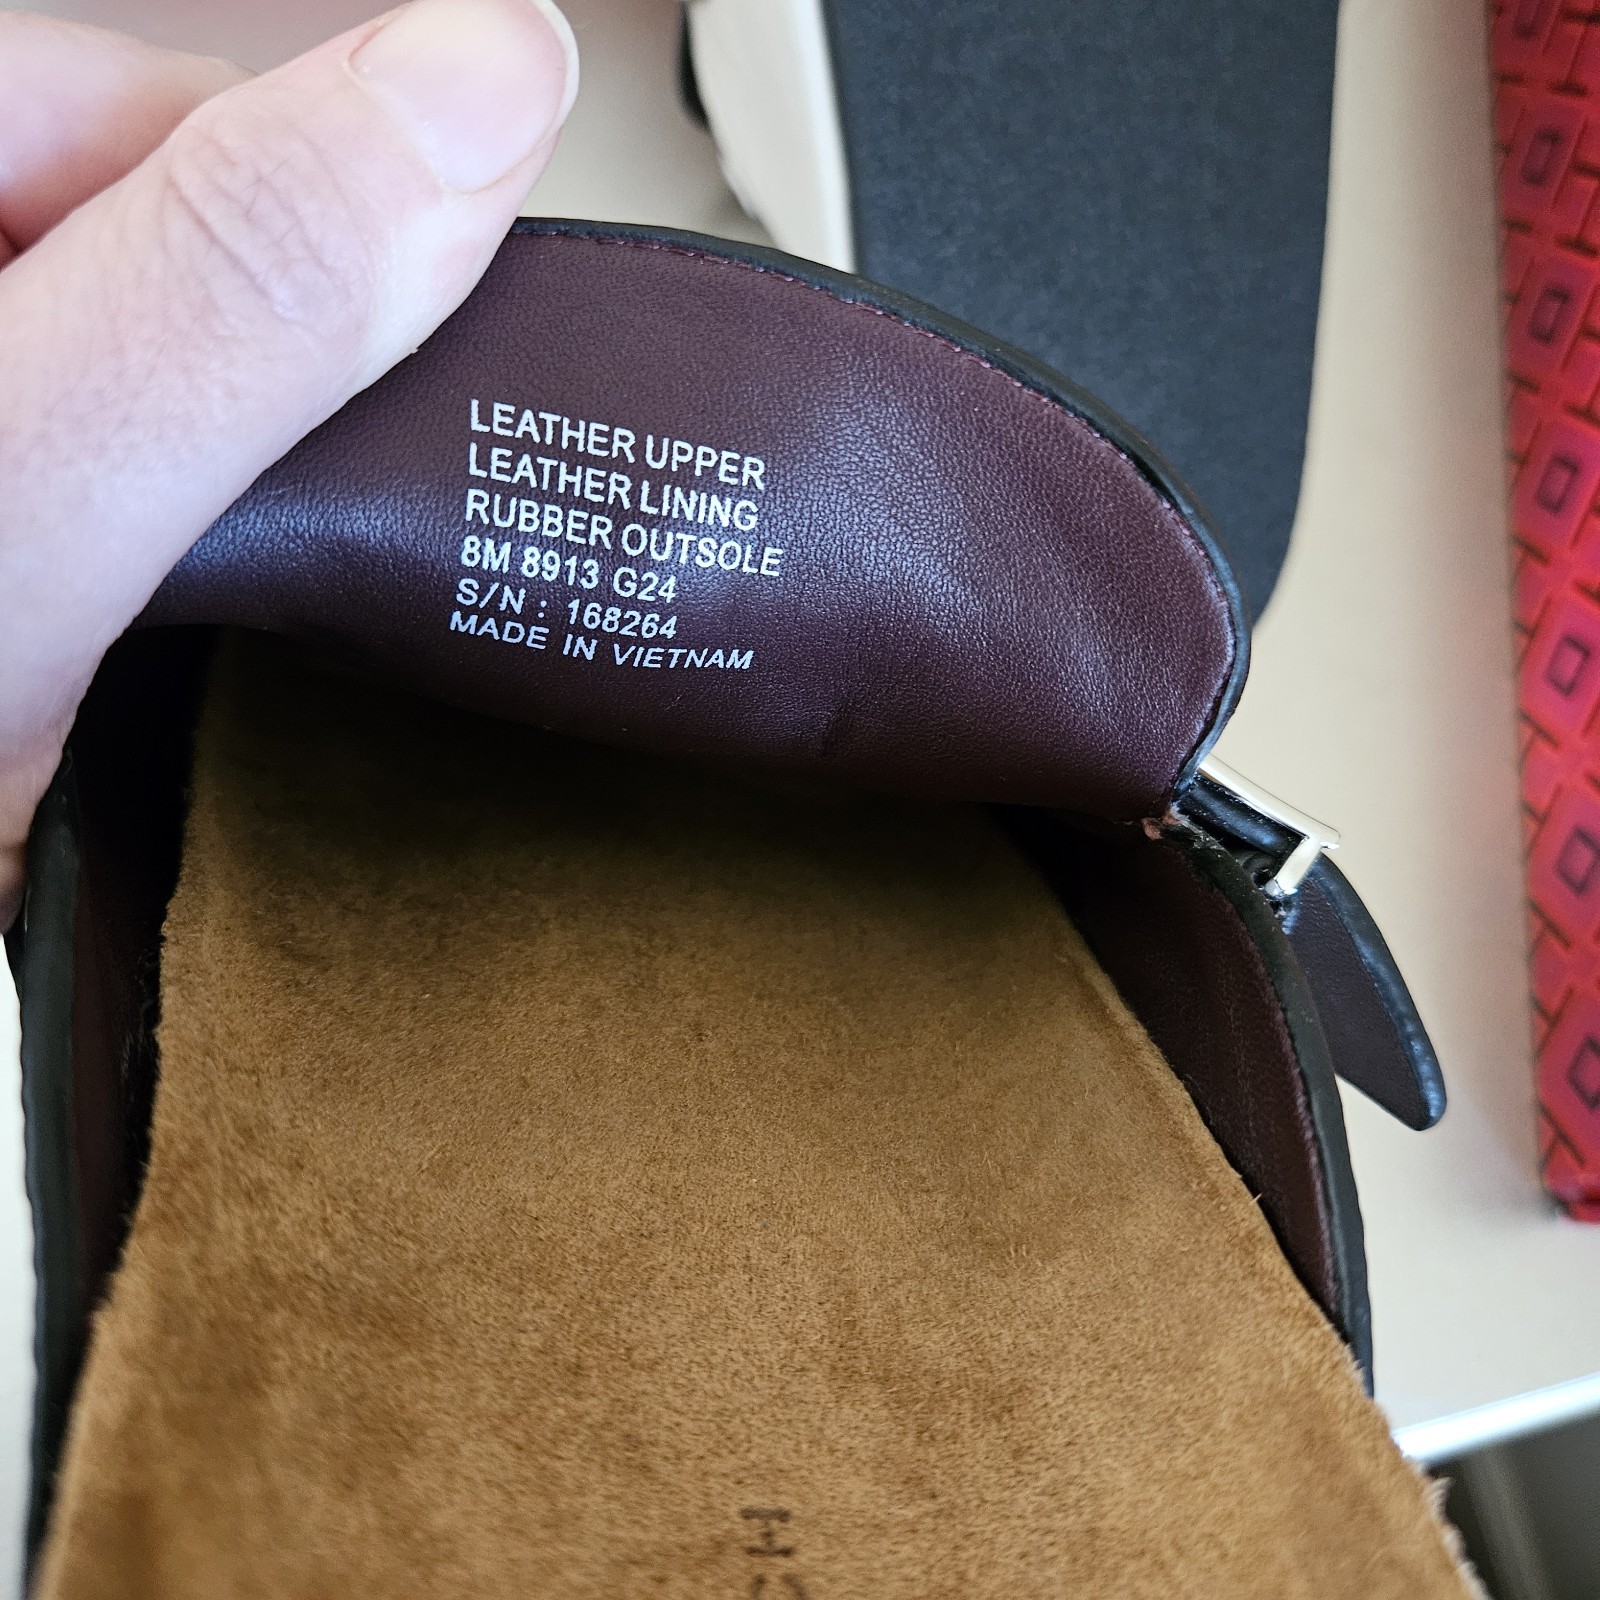 LEATHER UPPER
LEATHER LINING
RUBBER OUTSOLE
8M 8913 G24
S/N : 168264
MADE IN VIETNAM